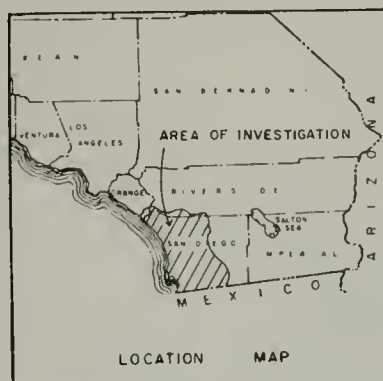 SAN BERNARDINO
VENTURA
LOS
ANGELES
AREA OF INVESTIGATION
ORANGE
RIVERSIDE
SALTON
SEA
SAN DIEGO
IMPERIAL
ARIZONA
MEXICO
LOCATION MAP